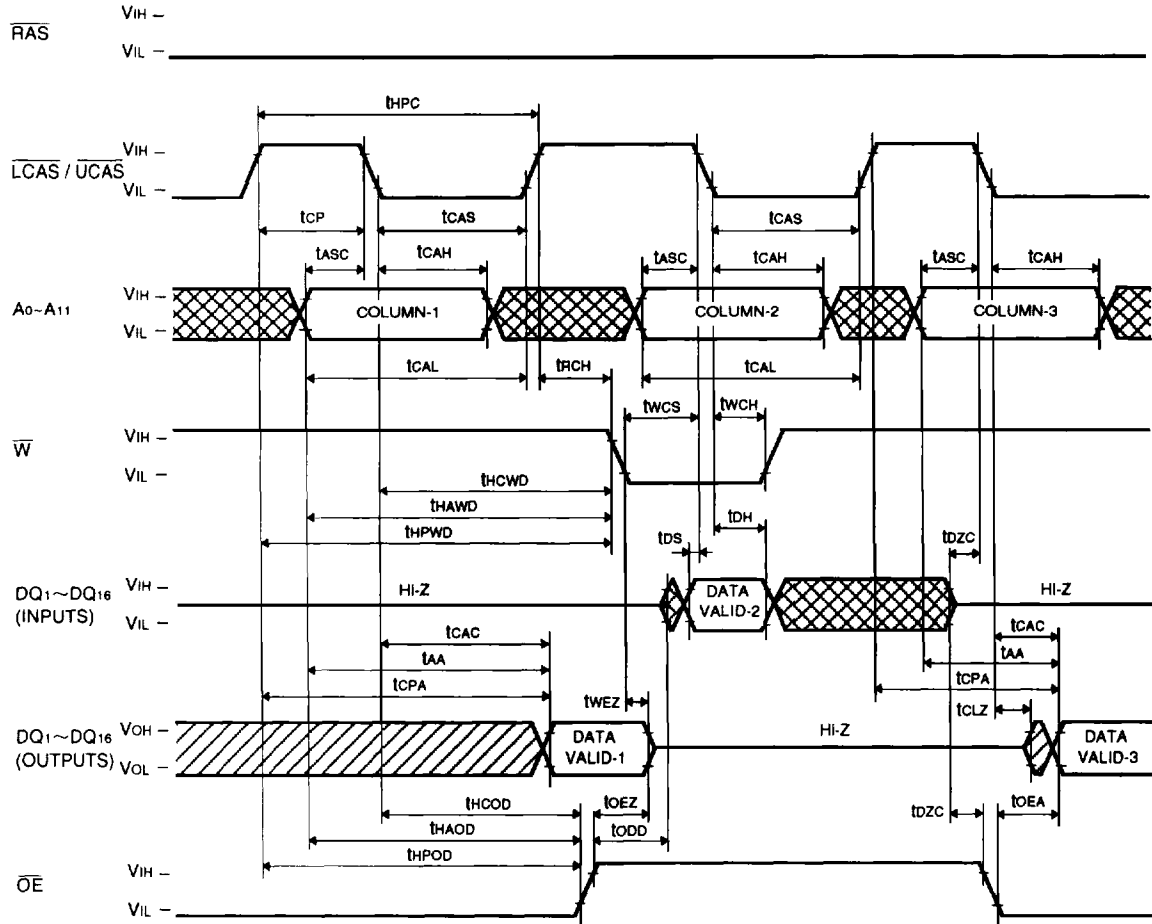 RAS
VIH
VIL
tHPC
LCAS / UCAS
VIH
VIL
tCP
tCAS
tCAS
tASC
tCAH
tASC
tCAH
tASC
tCAH
A0~A11
VIH
VIL
COLUMN-1
COLUMN-2
COLUMN-3
tCAL
tRCH
tCAL
tWCS
tWCH
W
VIH
VIL
tHCWD
tHAWD
tHPWD
tDH
tDS
tDZC
DQ1~DQ16
(INPUTS)
VIH
VIL
HI-Z
DATA
VALID-2
HI-Z
tCAC
tAA
tCPA
tWEZ
tCAC
tAA
tCPA
tCLZ
DQ1~DQ16
(OUTPUTS)
VOH
VOL
DATA
VALID-1
HI-Z
DATA
VALID-3
tHCOD
tOEZ
tDZC
tOEA
tHAOD
tODD
tHPOD
OE
VIH
VIL